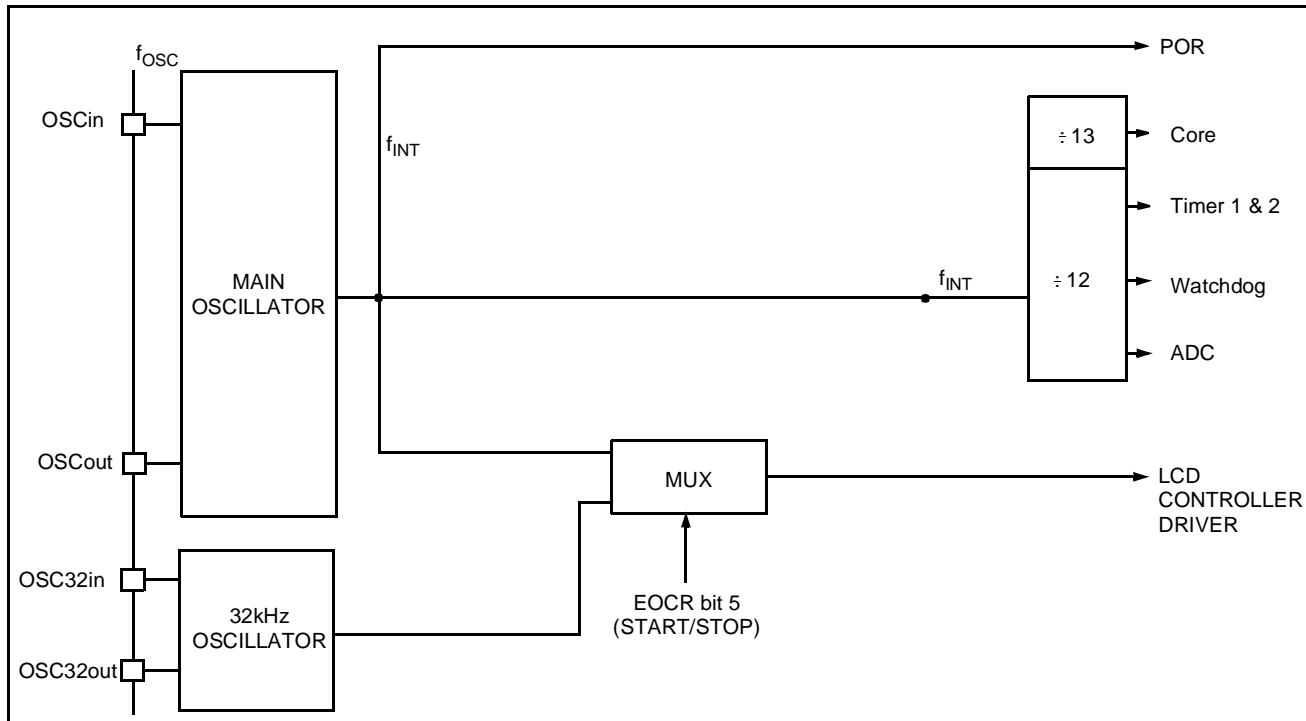 fOSC
OSCin
OSCout
OSC32in
OSC32out
MAIN
OSCILLATOR
32kHz
OSCILLATOR
fINT
fINT
MUX
EOCR bit 5
(START/STOP)
÷13
÷12
POR
Core
Timer 1 & 2
Watchdog
ADC
LCD
CONTROLLER
DRIVER